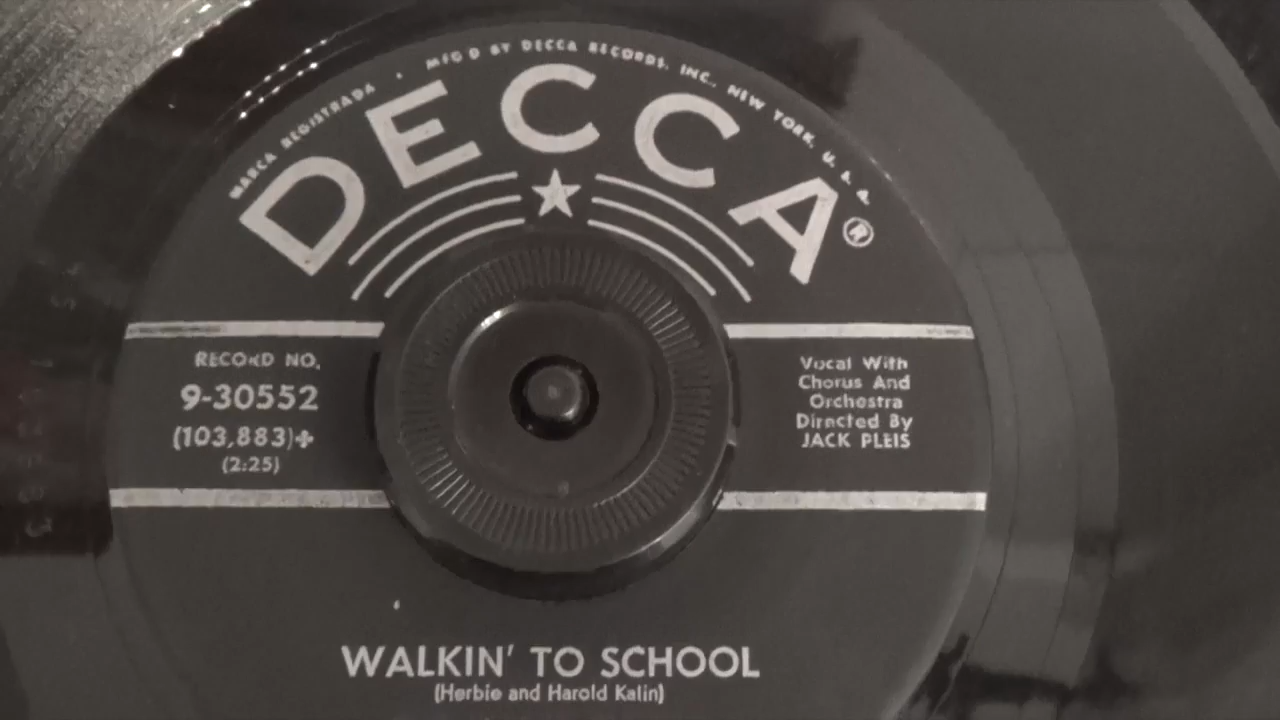 MARCA REGISTRADA • MFG'D BY DECCA RECORDS, INC., NEW YORK, U. S. A.
DECCA®
RECORD NO.
9-30552
(103,883)✤
(2:25)
Vocal With
Chorus And
Orchestra
Directed By
JACK PLEIS
WALKIN' TO SCHOOL
(Herbie and Harold Kalin)